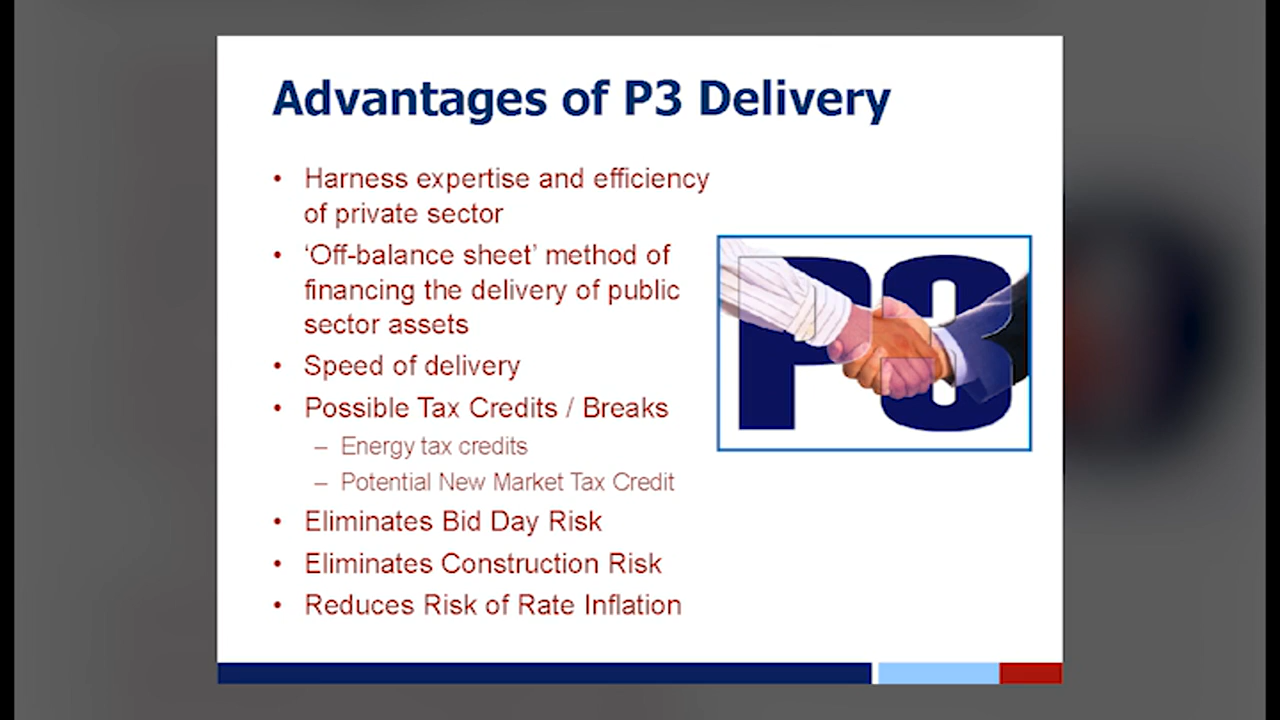 Advantages of P3 Delivery
• Harness expertise and efficiency
of private sector
• ‘Off-balance sheet’ method of
financing the delivery of public
sector assets
• Speed of delivery
• Possible Tax Credits / Breaks
– Energy tax credits
– Potential New Market Tax Credit
• Eliminates Bid Day Risk
• Eliminates Construction Risk
• Reduces Risk of Rate Inflation
P3